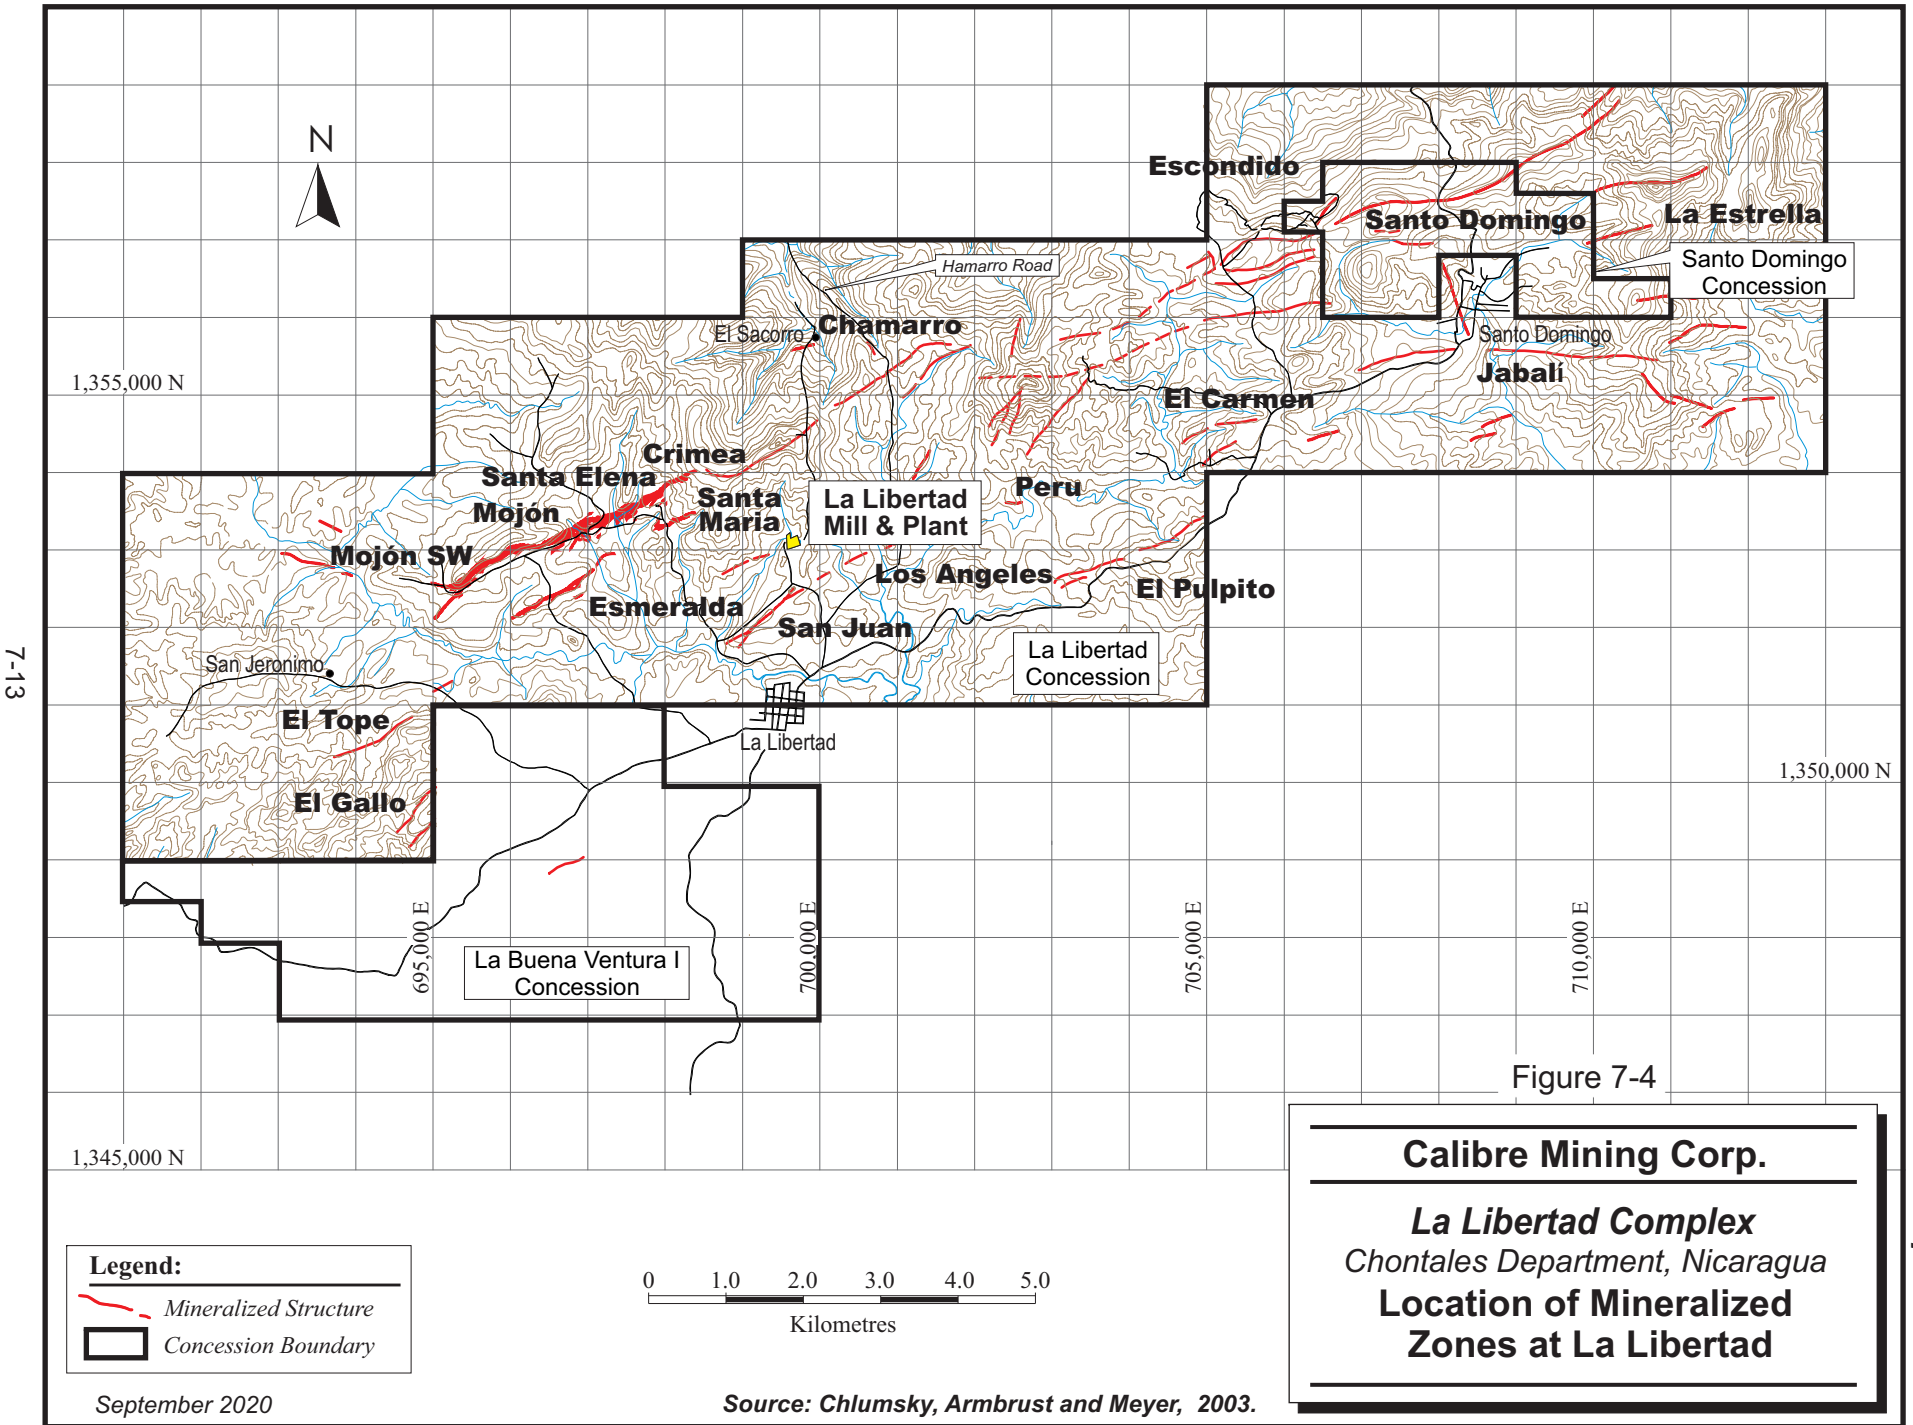 N
Escondido
Santo Domingo
La Estrella
Santo Domingo
Concession
Hamarro Road
El Sacorro
Chamarro
Santo Domingo
Jabalí
1,355,000 N
El Carmen
Crimea
Santa Elena
Santa
Maria
Mojón
La Libertad
Mill & Plant
Peru
Mojón SW
Los Angeles
El Pulpito
Esmeralda
San Juan
La Libertad
Concession
San Jeronimo
El Tope
La Libertad
1,350,000 N
El Gallo
695,000 E
700,000 E
705,000 E
710,000 E
La Buena Ventura I
Concession
7-13
Figure 7-4
1,345,000 N
Calibre Mining Corp.
La Libertad Complex
Chontales Department, Nicaragua
Location of Mineralized
Zones at La Libertad
Legend:
Mineralized Structure
Concession Boundary
0 1.0 2.0 3.0 4.0 5.0
Kilometres
September 2020
Source: Chlumsky, Armbrust and Meyer, 2003.